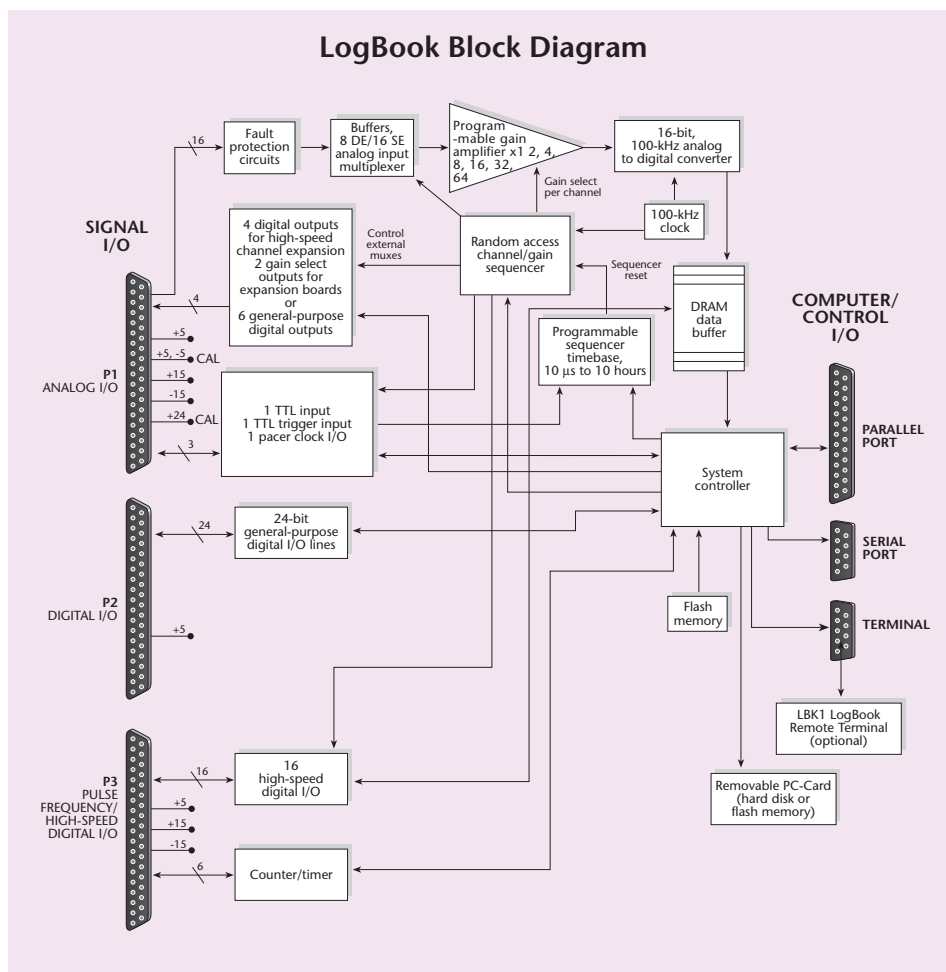 LogBook Block Diagram
SIGNAL
I/O
16
Fault
protection
circuits
Buffers,
8 DE/16 SE
analog input
multiplexer
Program
-mable gain
amplifier x1 2, 4,
8, 16, 32,
64
16-bit,
100-kHz analog
to digital converter
Gain select
per channel
100-kHz
clock
4 digital outputs
for high-speed
channel expansion
2 gain select
outputs for
expansion boards
or
6 general-purpose
digital outputs
Control
external
muxes
Random access
channel/gain
sequencer
Sequencer
reset
DRAM
data
buffer
COMPUTER/
CONTROL
I/O
4
+5
+5, -5 CAL
+15
-15
+24 CAL
3
P1
ANALOG I/O
Programmable
sequencer
timebase,
10 µs to 10 hours
1 TTL input
1 TTL trigger input
1 pacer clock I/O
System
controller
PARALLEL
PORT
24
24-bit
general-purpose
digital I/O lines
SERIAL
PORT
P2
DIGITAL I/O
+5
Flash
memory
TERMINAL
LBK1 LogBook
Remote Terminal
(optional)
P3
PULSE
FREQUENCY/
HIGH-SPEED
DIGITAL I/O
16
+5
+15
-15
6
16
high-speed
digital I/O
Removable PC-Card
(hard disk or
flash memory)
Counter/timer